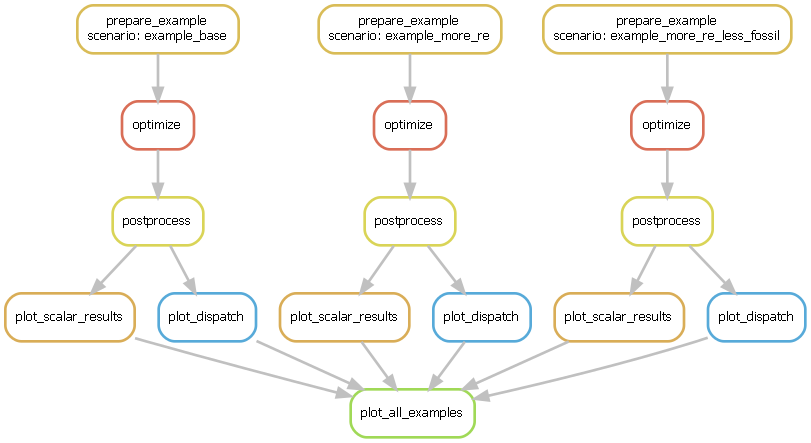 prepare_example
scenario: example_base
prepare_example
scenario: example_more_re
prepare_example
scenario: example_more_re_less_fossil
optimize
optimize
optimize
postprocess
postprocess
postprocess
plot_scalar_results
plot_dispatch
plot_scalar_results
plot_dispatch
plot_scalar_results
plot_dispatch
plot_all_examples